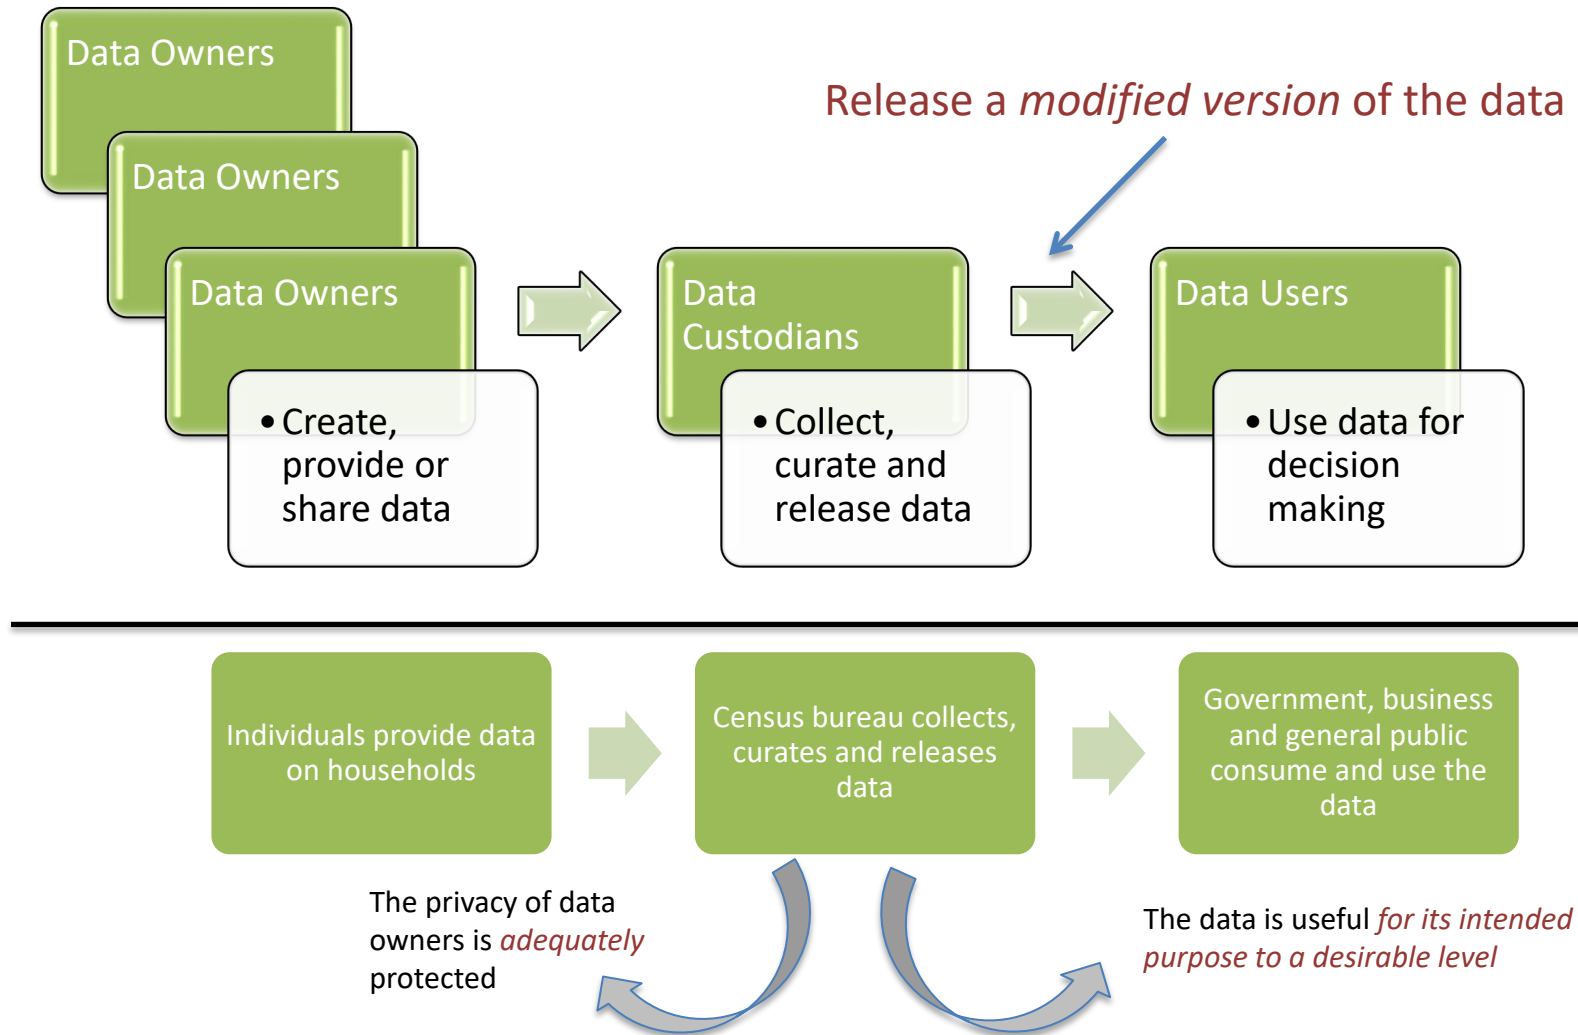 Data Owners
Data Owners
Data Owners
• Create,
provide or
share data
Release a modified version of the data
Data
Custodians
• Collect,
curate and
release data
Data Users
• Use data for
decision
making
Individuals provide data
on households
Census bureau collects,
curates and releases
data
Government, business
and general public
consume and use the
data
The privacy of data
owners is adequately
protected
The data is useful for its intended
purpose to a desirable level